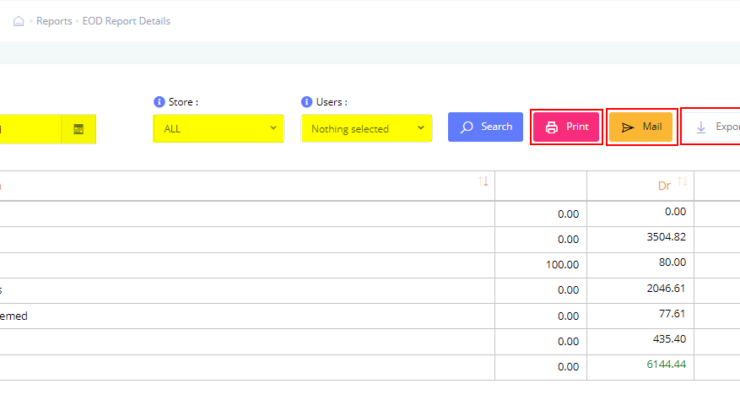 Reports • EOD Report Details
Store :
Users :
ALL
Nothing selected
Search
Print
Mail
Dr
0.00 0.00
0.00 3504.82
100.00 80.00
0.00 2046.61
0.00 77.61
0.00 435.40
0.00 6144.44